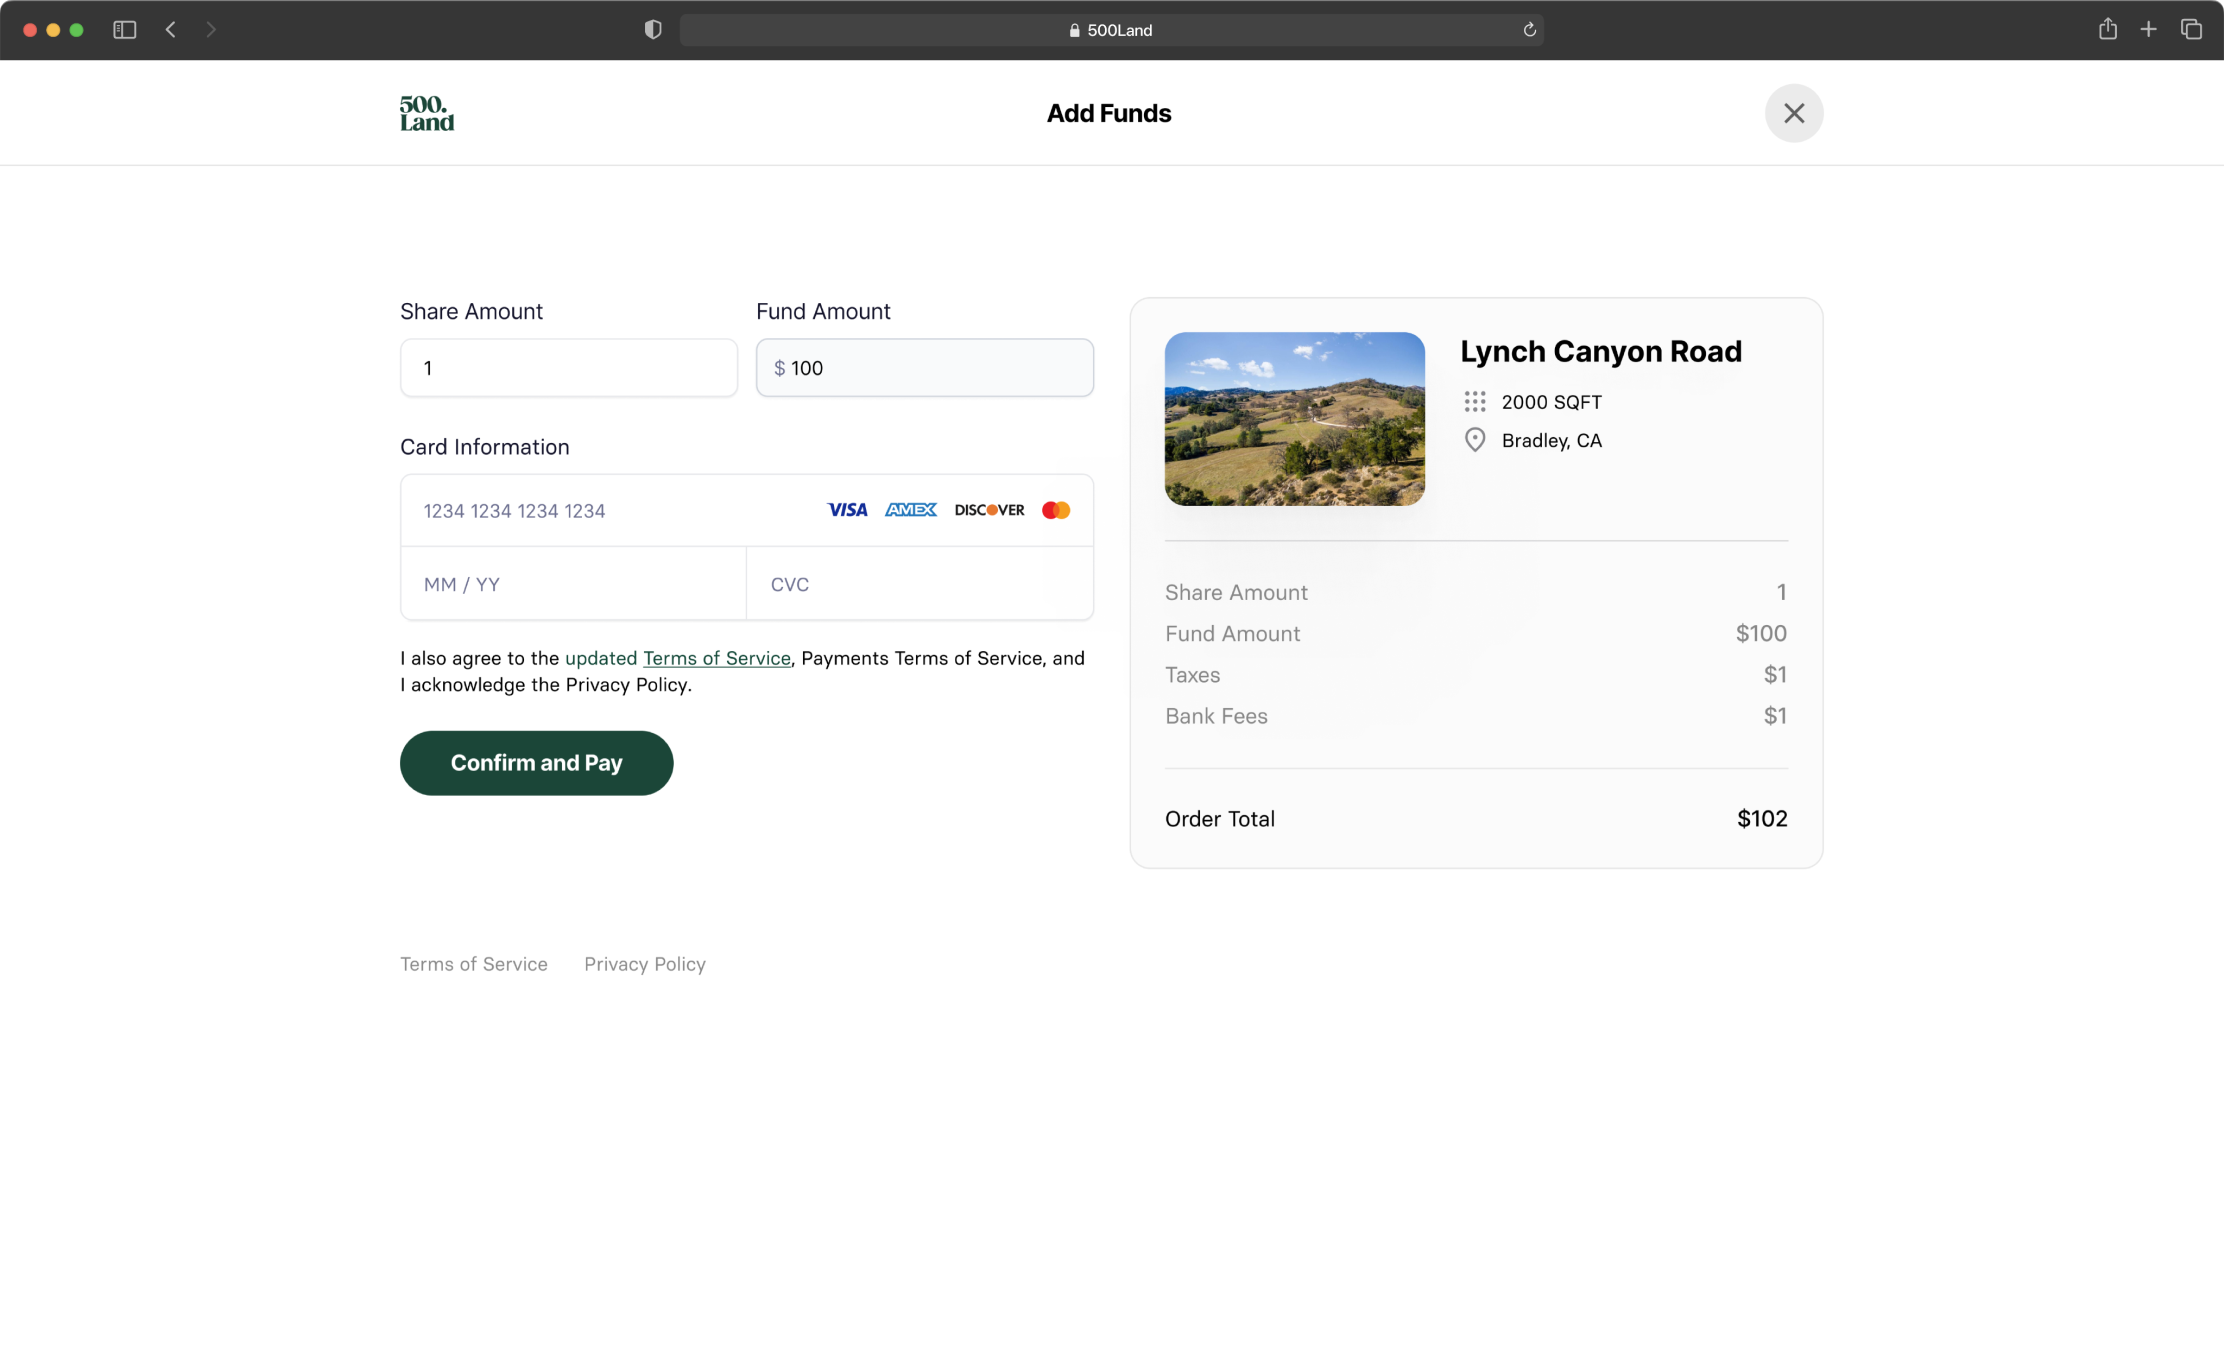 500Land
500.
Land
Add Funds
Share Amount
Fund Amount
1
$ 100
Card Information
1234 1234 1234 1234
VISA AMEX DISCOVER
MM / YY
CVC
I also agree to the updated Terms of Service, Payments Terms of Service, and
I acknowledge the Privacy Policy.
Confirm and Pay
Lynch Canyon Road
2000 SQFT
Bradley, CA
Share Amount 1
Fund Amount $100
Taxes $1
Bank Fees $1
Order Total $102
Terms of Service Privacy Policy